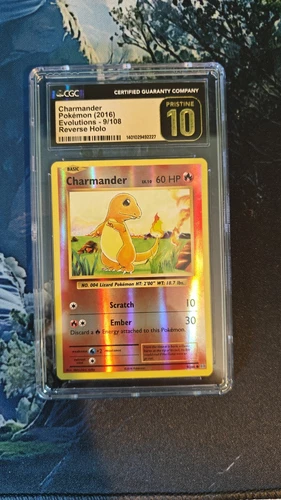 CGC
CERTIFIED GUARANTY COMPANY
Charmander
Pokémon (2016)
Evolutions - 9/108
Reverse Holo
PRISTINE
10
BASIC
Charmander
60 HP
NO. 004 Lizard Pokémon HT: 2'00" WT: 18.7 lbs.
Scratch 10
Ember 30
Discard a Energy attached to this Pokémon.